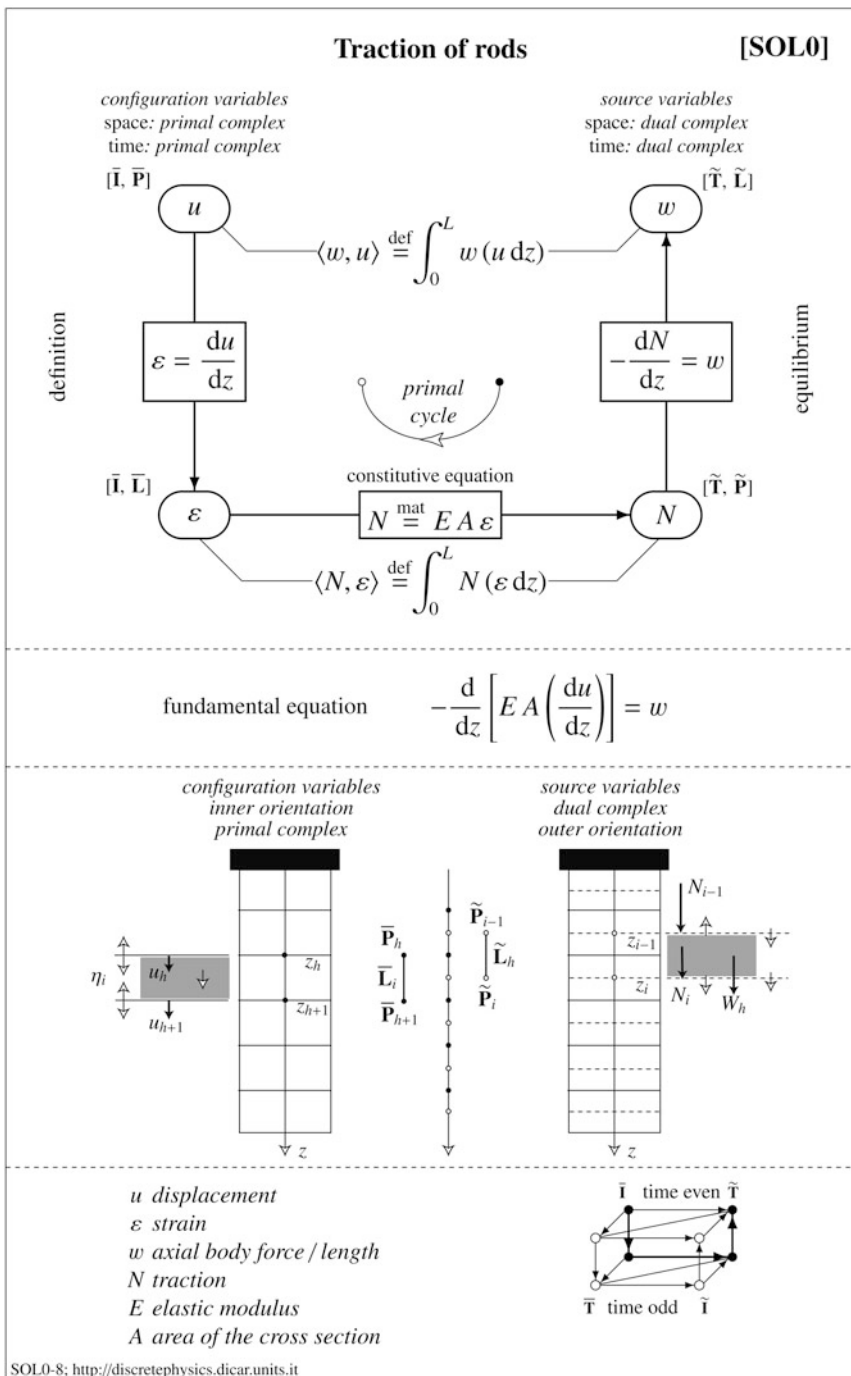 Traction of rods [SOL0]
configuration variables
space: primal complex
time: primal complex
source variables
space: dual complex
time: dual complex
[Ī, P̄]
[T̃, L̃]
u
w
⟨w, u⟩ def= ∫₀ᴸ w (u dz)
definition
ε = du/dz
primal
cycle
−dN/dz = w
equilibrium
[Ī, L̄]
[T̃, P̃]
constitutive equation
ε
N mat= E A ε
N
⟨N, ε⟩ def= ∫₀ᴸ N (ε dz)
fundamental equation −d/dz [E A (du/dz)] = w
configuration variables
inner orientation
primal complex
source variables
dual complex
outer orientation
η_i
u_h
u_{h+1}
z_h
z_{h+1}
z
P̄_h
L̄_i
P̄_{h+1}
P̃_{i−1}
L̃_h
P̃_i
z_{i−1}
z_i
z
N_{i−1}
N_i
W_h
u displacement
ε strain
w axial body force / length
N traction
E elastic modulus
A area of the cross section
Ī time even T̃
T̄ time odd Ĩ
SOL0-8; http://discretephysics.dicar.units.it